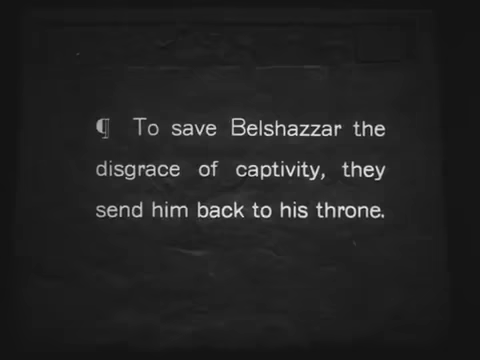 ¶ To save Belshazzar the
disgrace of captivity, they
send him back to his throne.